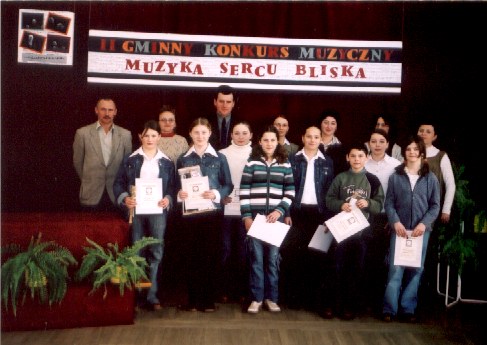 II GMINNY KONKURS MUZYCZNY
MUZYKA SERCU BLISKA